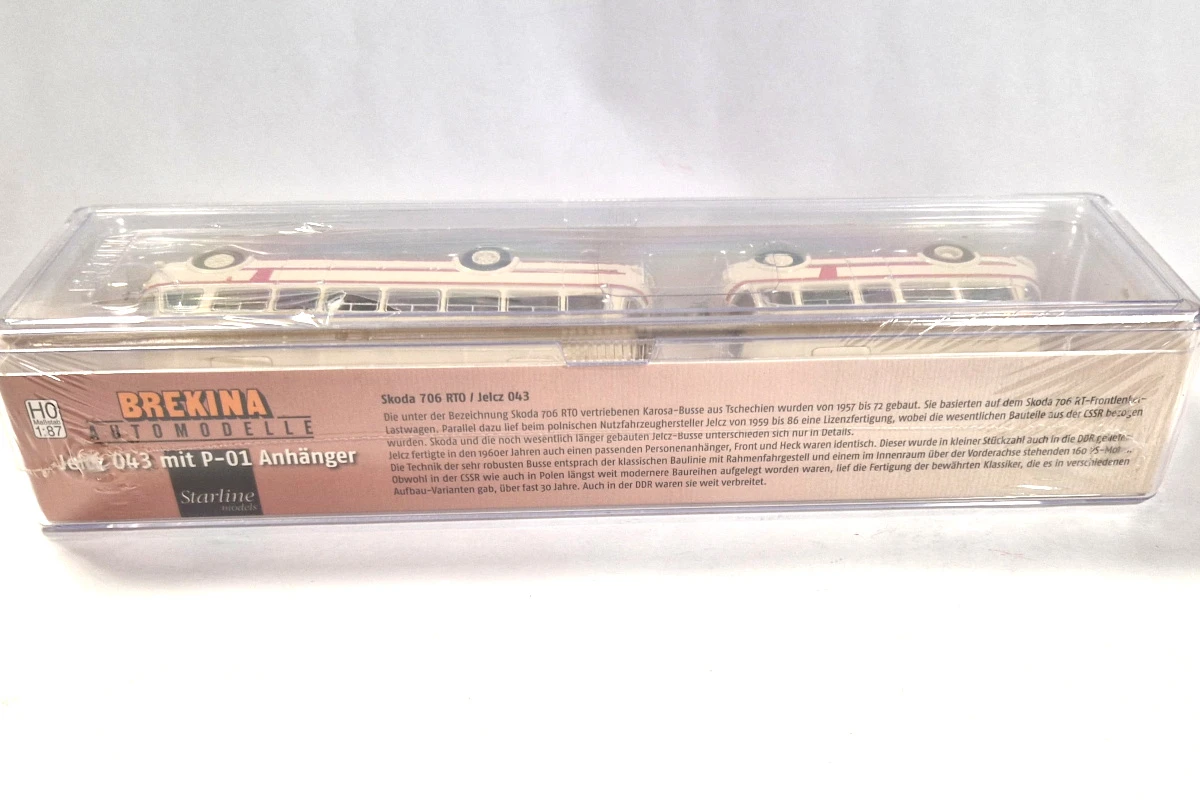 H0
Maßstab
1:87
BREKINA
AUTOMODELLE
Jelcz 043 mit P-01 Anhänger
Starline
models
Skoda 706 RTO / Jelcz 043
Die unter der Bezeichnung Skoda 706 RTO vertriebenen Karosa-Busse aus Tschechien wurden von 1957 bis 72 gebaut. Sie basierten auf dem Skoda 706 RT-Frontlenker-
Lastwagen. Parallel dazu lief beim polnischen Nutzfahrzeughersteller Jelcz von 1959 bis 86 eine Lizenzfertigung, wobei die wesentlichen Bauteile aus der CSSR bezogen
wurden. Skoda und die noch wesentlich länger gebauten Jelcz-Busse unterschieden sich nur in Details.
Jelcz fertigte in den 1960er Jahren auch einen passenden Personenanhänger, Front und Heck waren identisch. Dieser wurde in kleiner Stückzahl auch in die DDR
Die Technik der sehr robusten Busse entsprach der klassischen Baulinie mit Rahmenfahrgestell und einem im Innenraum über der Vorderachse stehenden 160
Obwohl in der CSSR wie auch in Polen längst weit modernere Baureihen aufgelegt worden waren, lief die Fertigung der bewährten Klassiker, die es in verschiedenen
Aufbau-Varianten gab, über fast 30 Jahre. Auch in der DDR waren sie weit verbreitet.